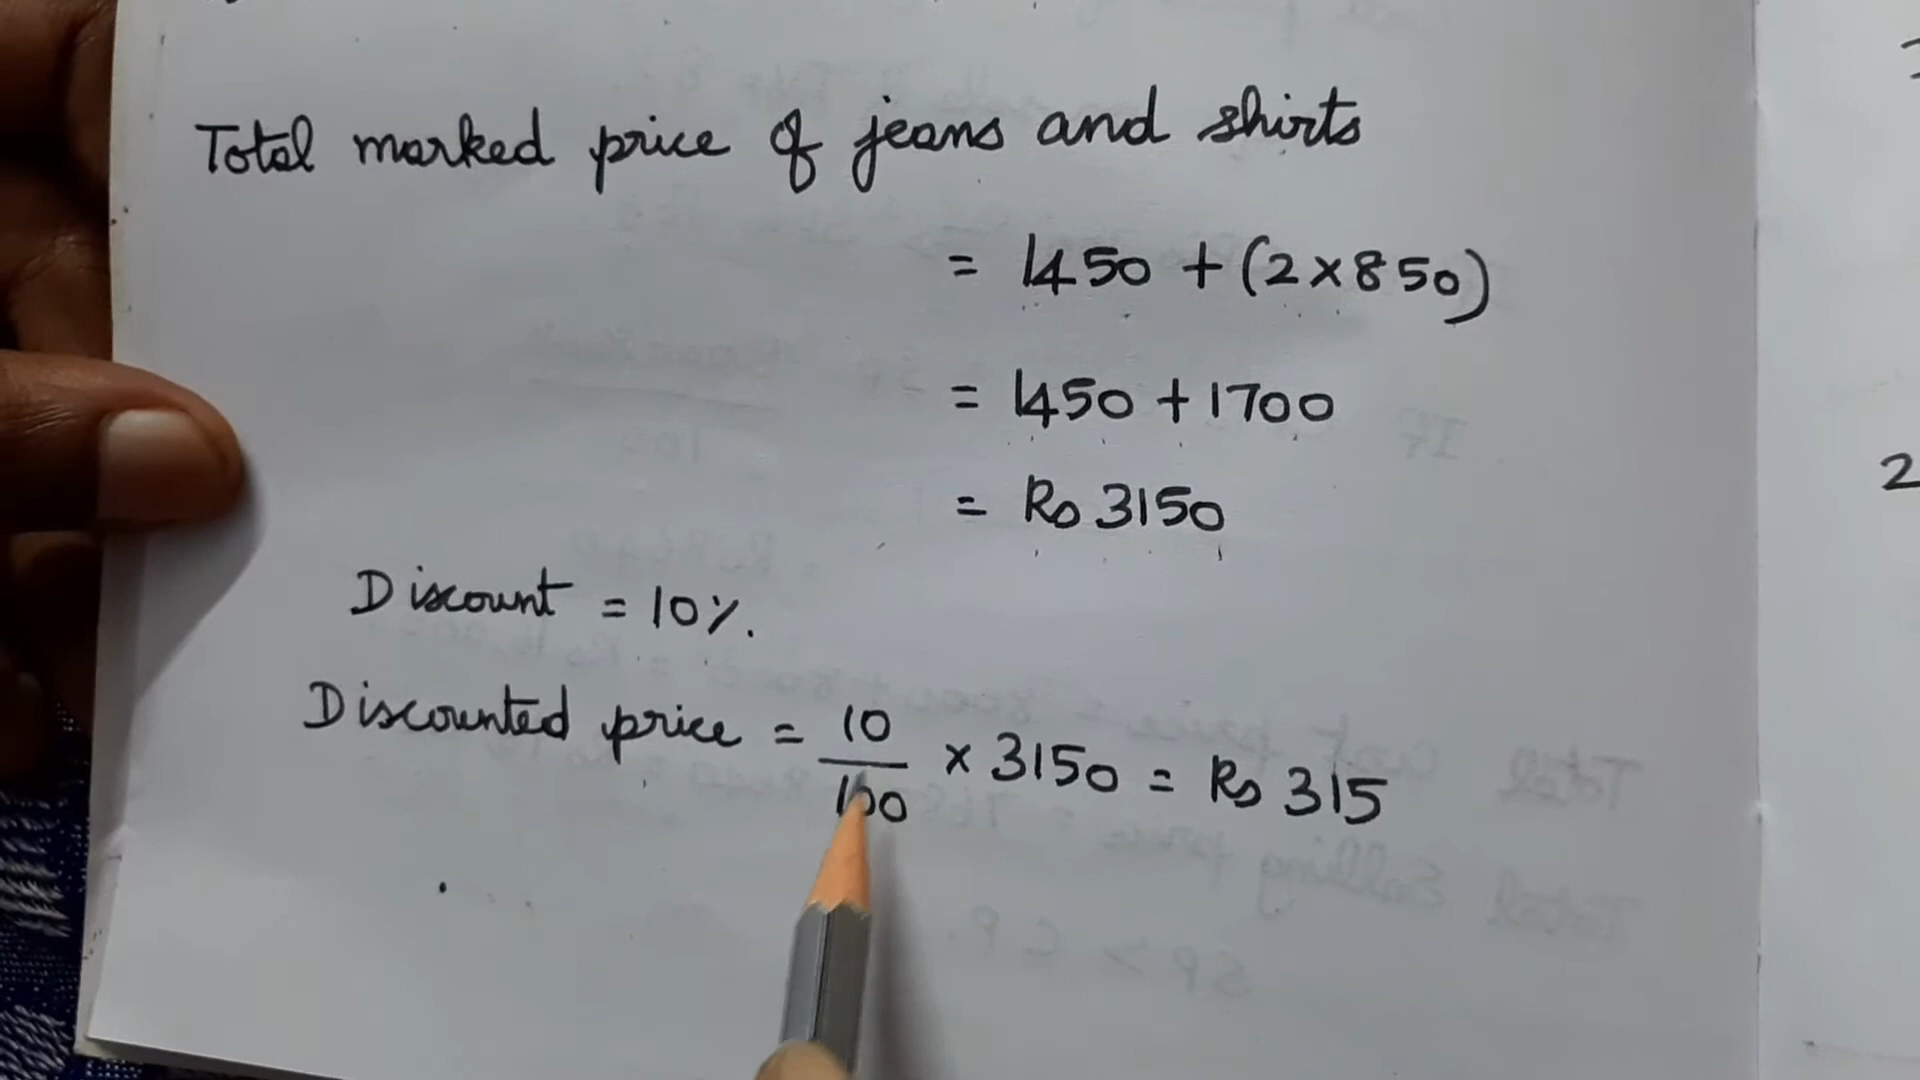 Total marked price of jeans and shirts
= 1450 + (2×850)
= 1450 + 1700
= Rs 3150
Discount = 10%.
Discounted price = 10/100 × 3150 = Rs 315
2